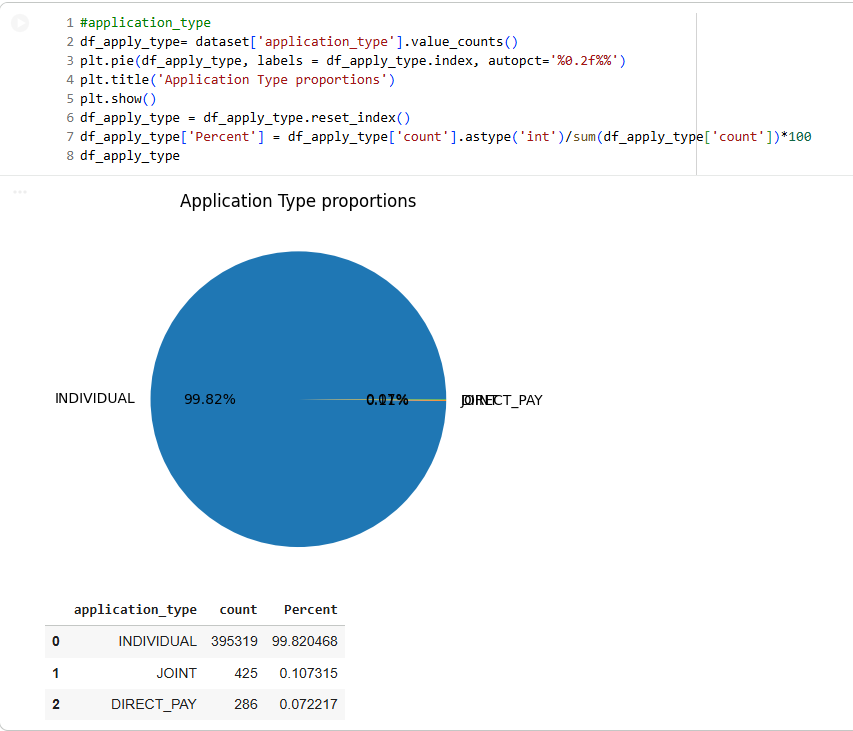 1 #application_type
2 df_apply_type= dataset['application_type'].value_counts()
3 plt.pie(df_apply_type, labels = df_apply_type.index, autopct='%0.2f%%')
4 plt.title('Application Type proportions')
5 plt.show()
6 df_apply_type = df_apply_type.reset_index()
7 df_apply_type['Percent'] = df_apply_type['count'].astype('int')/sum(df_apply_type['count'])*100
8 df_apply_type
Application Type proportions
INDIVIDUAL 99.82% DIRECT_PAY
application_type count Percent
0 INDIVIDUAL 395319 99.820468
1 JOINT 425 0.107315
2 DIRECT_PAY 286 0.072217